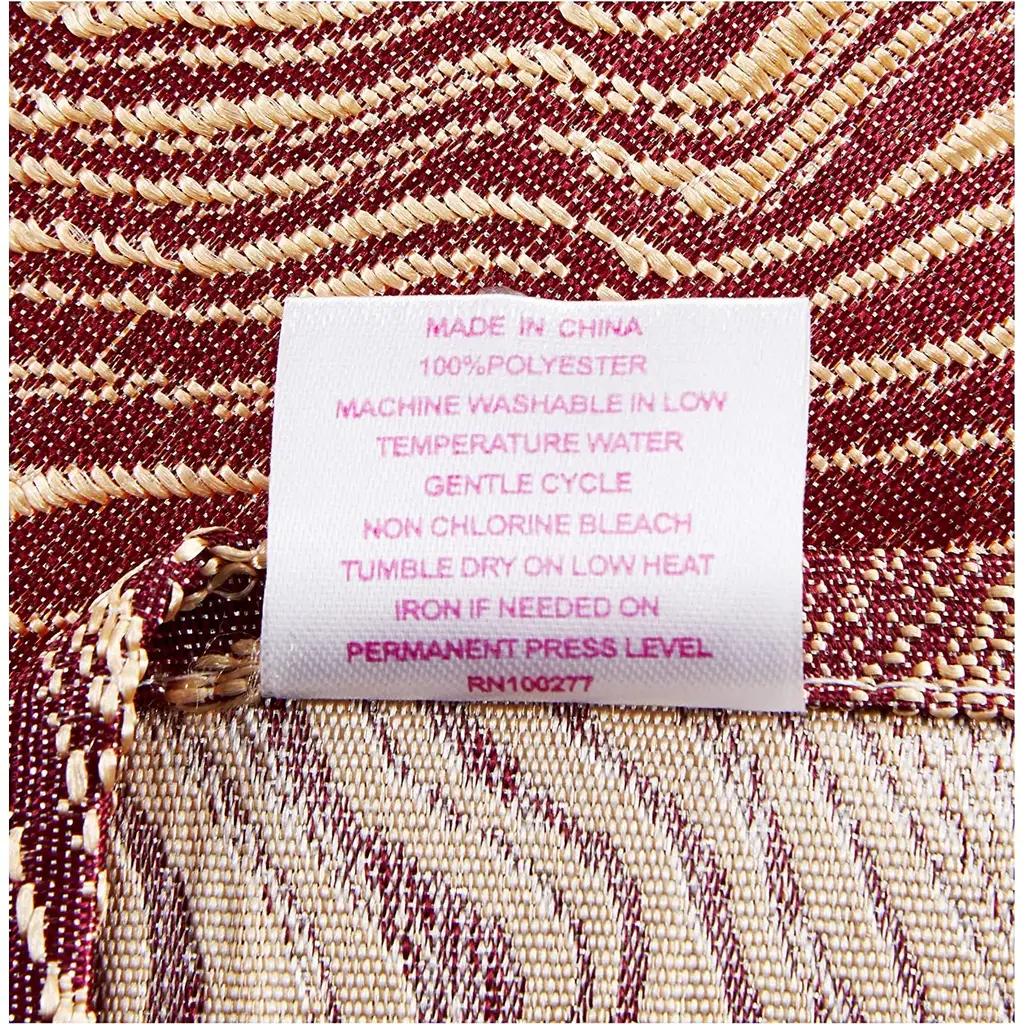 MADE IN CHINA
100%POLYESTER
MACHINE WASHABLE IN LOW
TEMPERATURE WATER
GENTLE CYCLE
NON CHLORINE BLEACH
TUMBLE DRY ON LOW HEAT
IRON IF NEEDED ON
PERMANENT PRESS LEVEL
RN100277